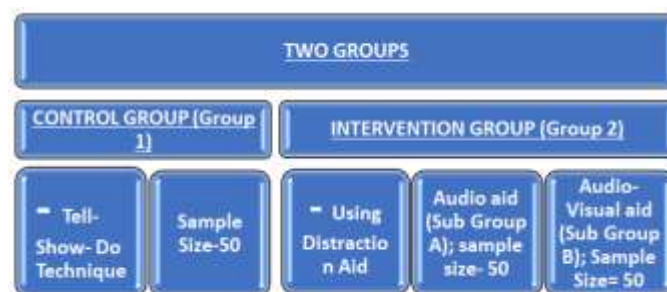 TWO GROUPS
CONTROL GROUP (Group
1)
INTERVENTION GROUP (Group 2)
- Tell-
Show- Do
Technique
Sample
Size-50
- Using
Distractio
n Aid
Audio aid
(Sub Group
A); sample
size- 50
Audio-
Visual aid
(Sub Group
B); Sample
Size= 50